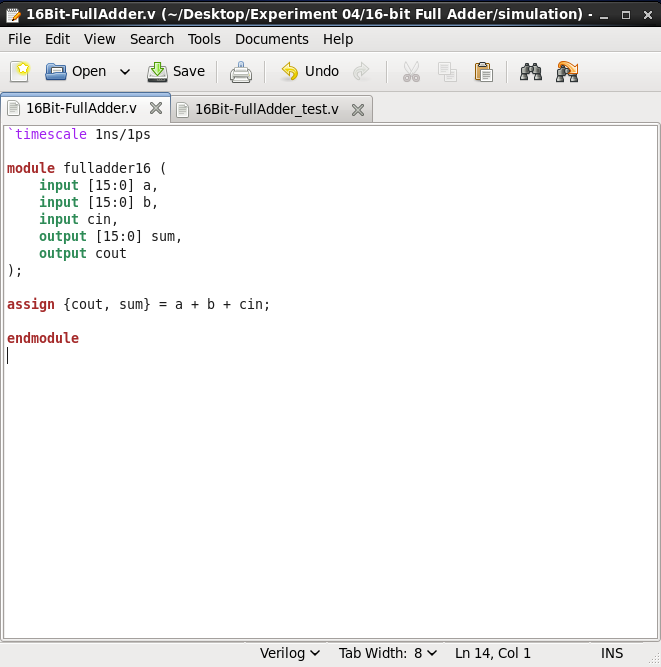 16Bit-FullAdder.v (~/Desktop/Experiment 04/16-bit Full Adder/simulation) -
File Edit View Search Tools Documents Help
Open Save Undo
16Bit-FullAdder.v 16Bit-FullAdder_test.v
`timescale 1ns/1ps
module fulladder16 (
    input [15:0] a,
    input [15:0] b,
    input cin,
    output [15:0] sum,
    output cout
);
assign {cout, sum} = a + b + cin;
endmodule
Verilog Tab Width: 8 Ln 14, Col 1 INS